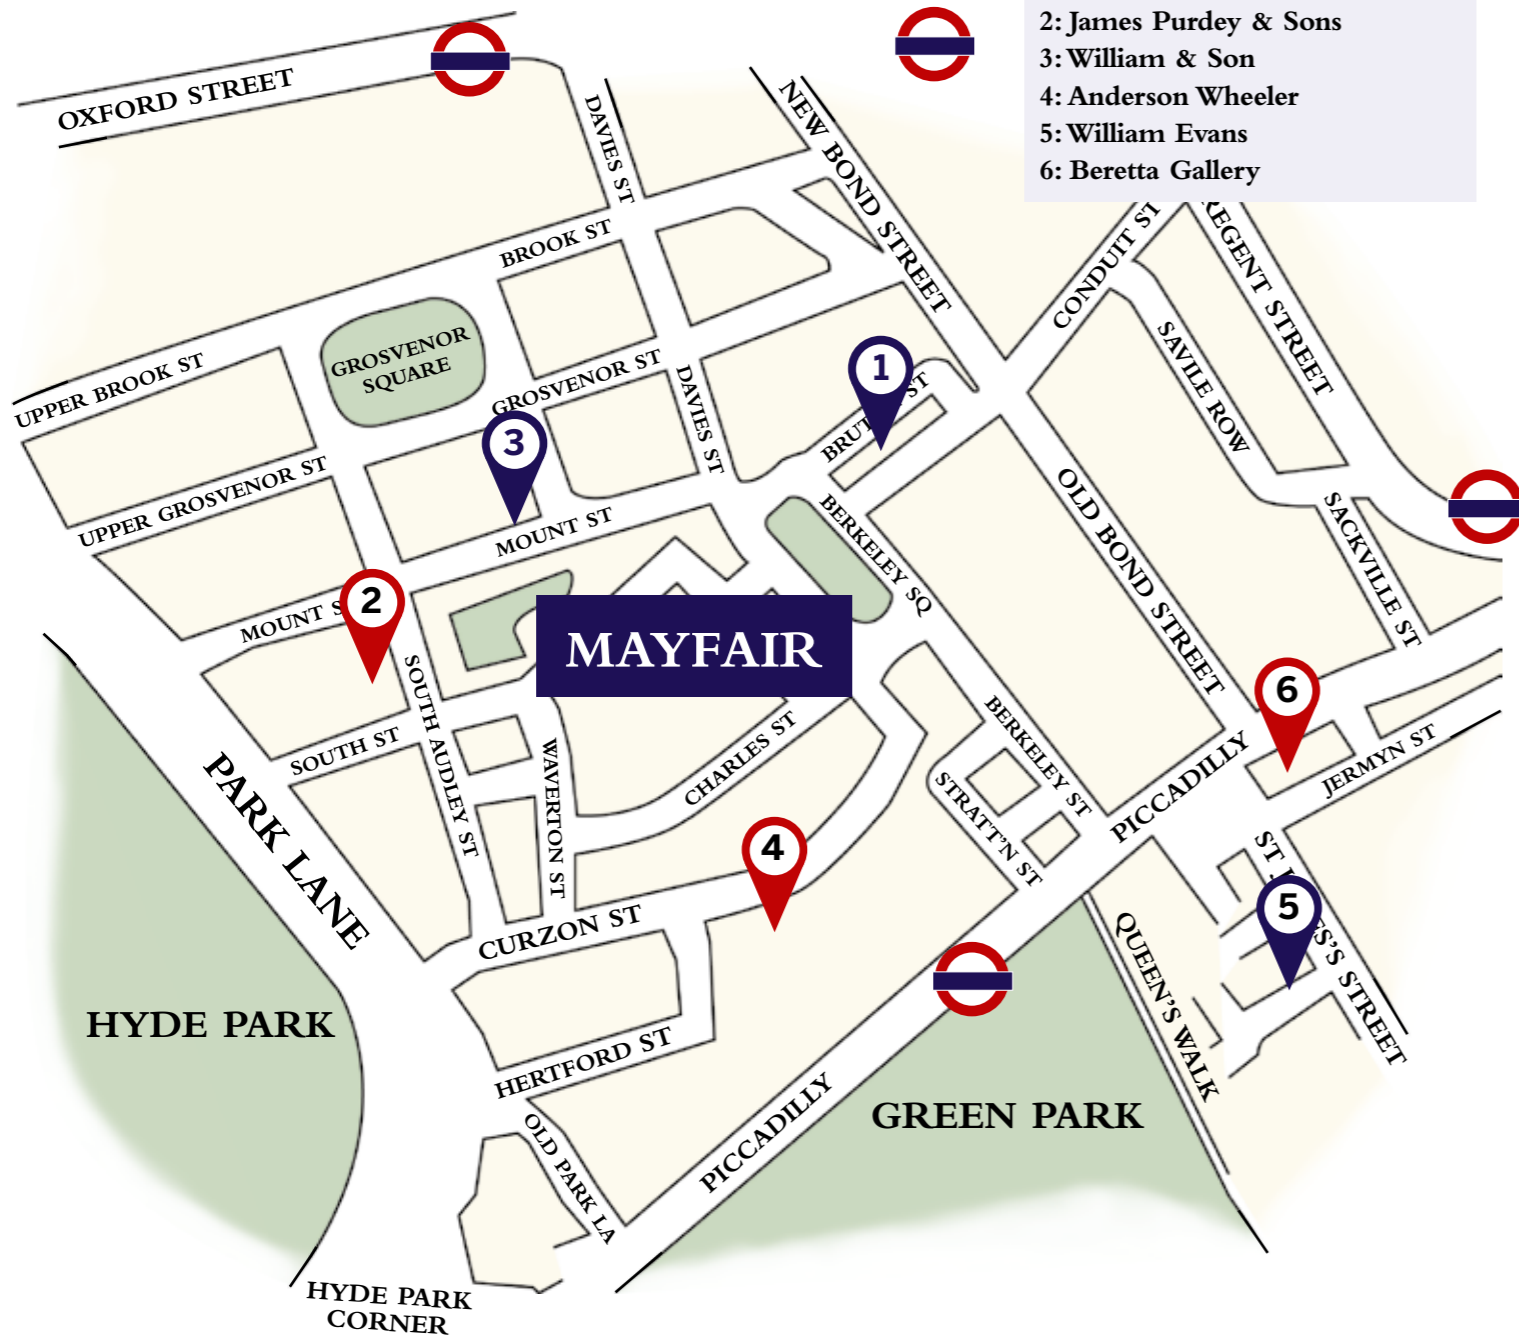 2: James Purdey & Sons
3: William & Son
4: Anderson Wheeler
5: William Evans
6: Beretta Gallery
OXFORD STREET
DAVIES ST
NEW BOND STREET
BROOK ST
CONDUIT ST
REGENT STREET
GROSVENOR
SQUARE
UPPER BROOK ST
GROSVENOR ST
DAVIES ST
1
ST
SAVILE ROW
3
UPPER GROSVENOR ST
MOUNT ST
BERKELEY SQ
OLD BOND STREET
SACKVILLE ST
2
MOUNT
MAYFAIR
6
SOUTH AUDLEY ST
SOUTH ST
WAVERTON ST
CHARLES ST
BERKELEY ST
STRATT'N ST
PICCADILLY
JERMYN ST
PARK LANE
4
5
CURZON ST
ST
STREET
QUEEN'S WALK
HYDE PARK
HERTFORD ST
GREEN PARK
PICCADILLY
OLD PARK LA
HYDE PARK
CORNER